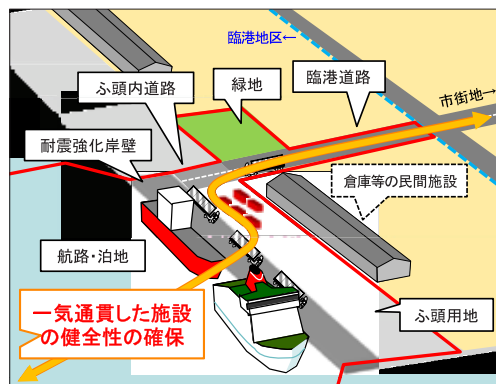 臨港地区←
ふ頭内道路
緑地
臨港道路
市街地→
耐震強化岸壁
倉庫等の民間施設
航路・泊地
一気通貫した施設
の健全性の確保
ふ頭用地